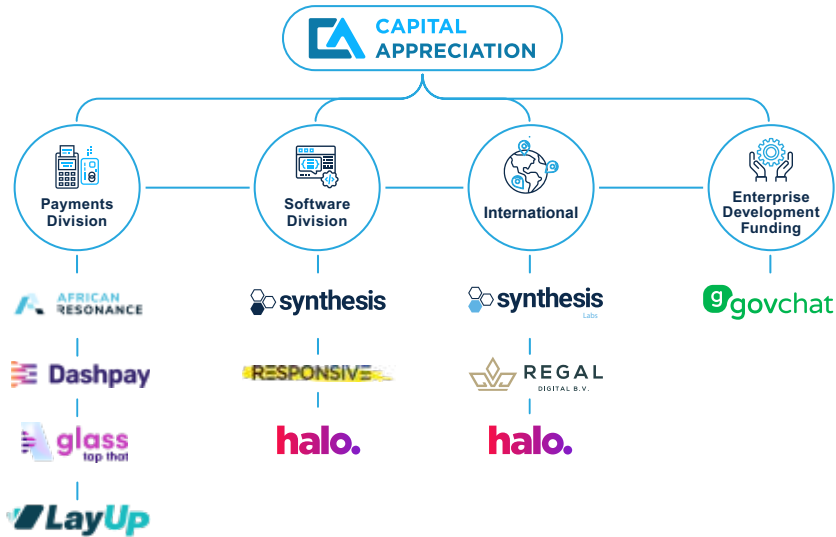 CAPITAL
APPRECIATION
Payments
Division
Software
Division
International
Enterprise
Development
Funding
AFRICAN
RESONANCE
synthesis
synthesis
Labs
g
govchat
Dashpay
RESPONSIVE
REGAL
DIGITAL B.V.
glass
tap that
halo.
halo.
LayUp